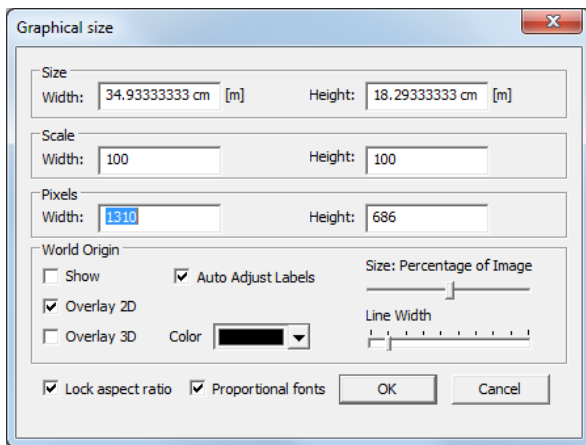 Graphical size
Size
Width: 34.93333333 cm [m] Height: 18.29333333 cm [m]
Scale
Width: 100 Height: 100
Pixels
Width: 1310 Height: 686
World Origin
Show Auto Adjust Labels Size: Percentage of Image
Overlay 2D
Line Width
Overlay 3D Color
Lock aspect ratio Proportional fonts OK Cancel